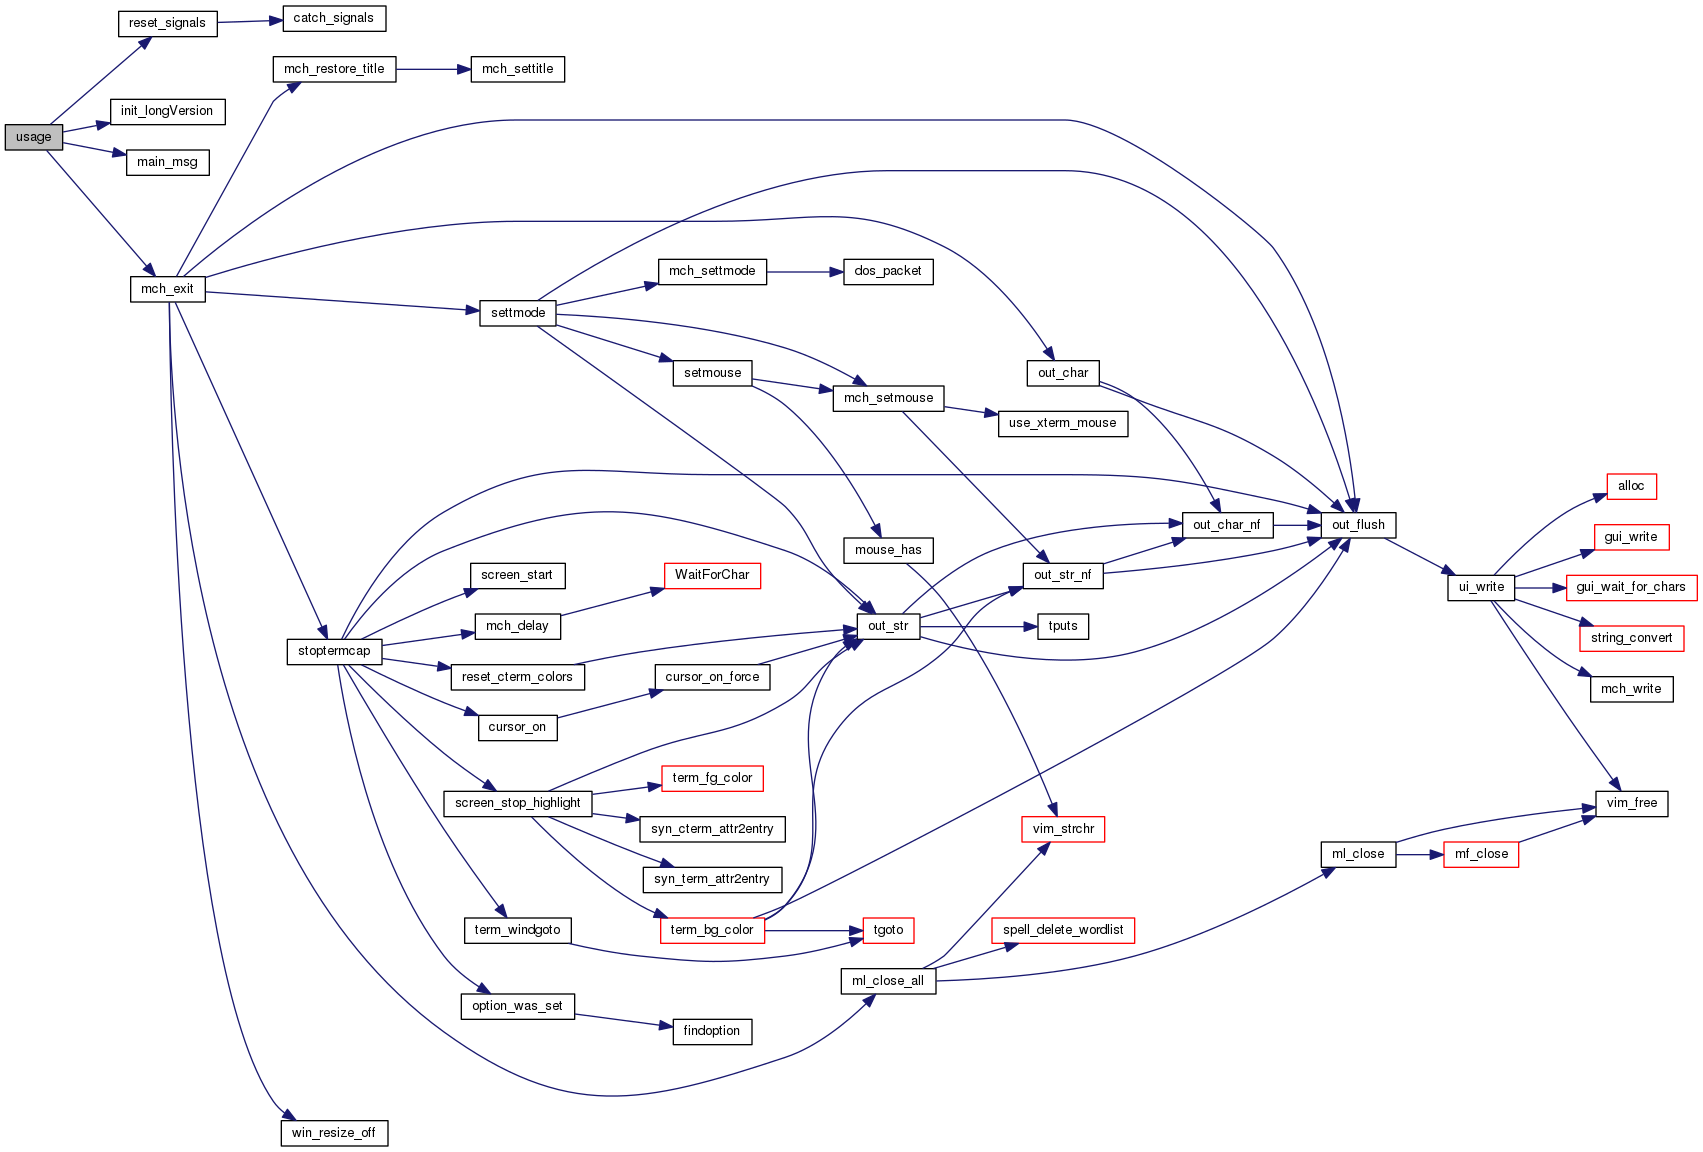 reset_signals
catch_signals
mch_restore_title
mch_settitle
init_longVersion
usage
main_msg
mch_exit
settmode
mch_settmode
dos_packet
setmouse
out_char
mch_setmouse
use_xterm_mouse
alloc
out_char_nf
out_flush
gui_write
mouse_has
screen_start
WaitForChar
out_str_nf
ui_write
gui_wait_for_chars
mch_delay
out_str
tputs
string_convert
stoptermcap
reset_cterm_colors
cursor_on_force
mch_write
cursor_on
term_fg_color
screen_stop_highlight
vim_free
syn_cterm_attr2entry
vim_strchr
ml_close
mf_close
syn_term_attr2entry
term_windgoto
term_bg_color
tgoto
spell_delete_wordlist
ml_close_all
option_was_set
findoption
win_resize_off